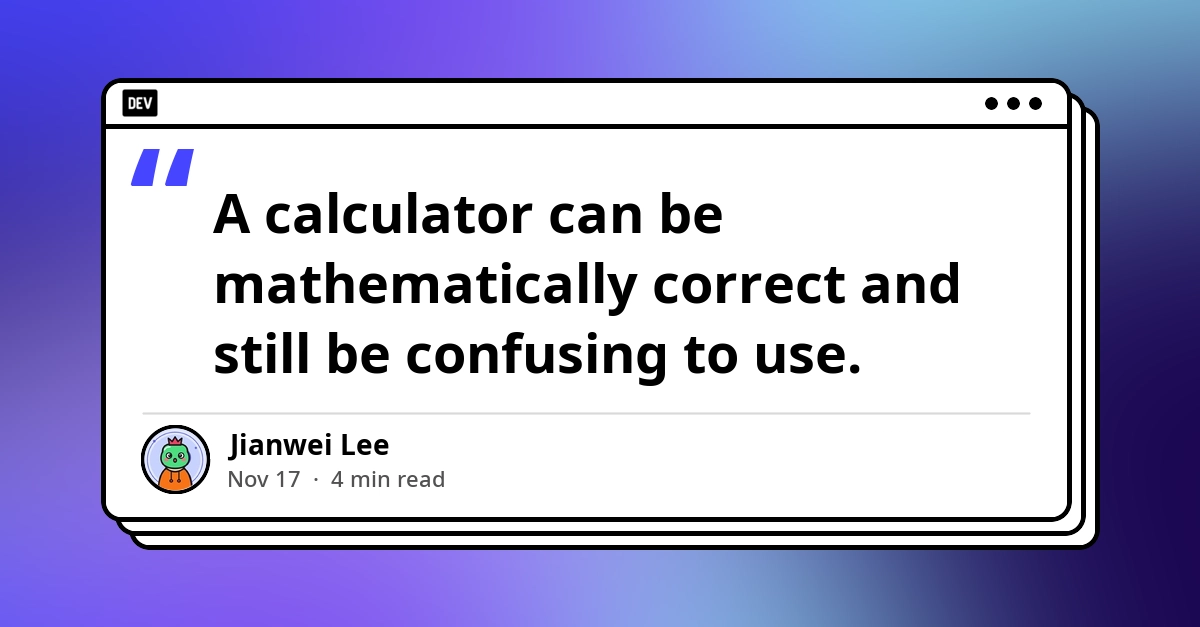 DEV
“
A calculator can be
mathematically correct and
still be confusing to use.
Jianwei Lee
Nov 17 · 4 min read